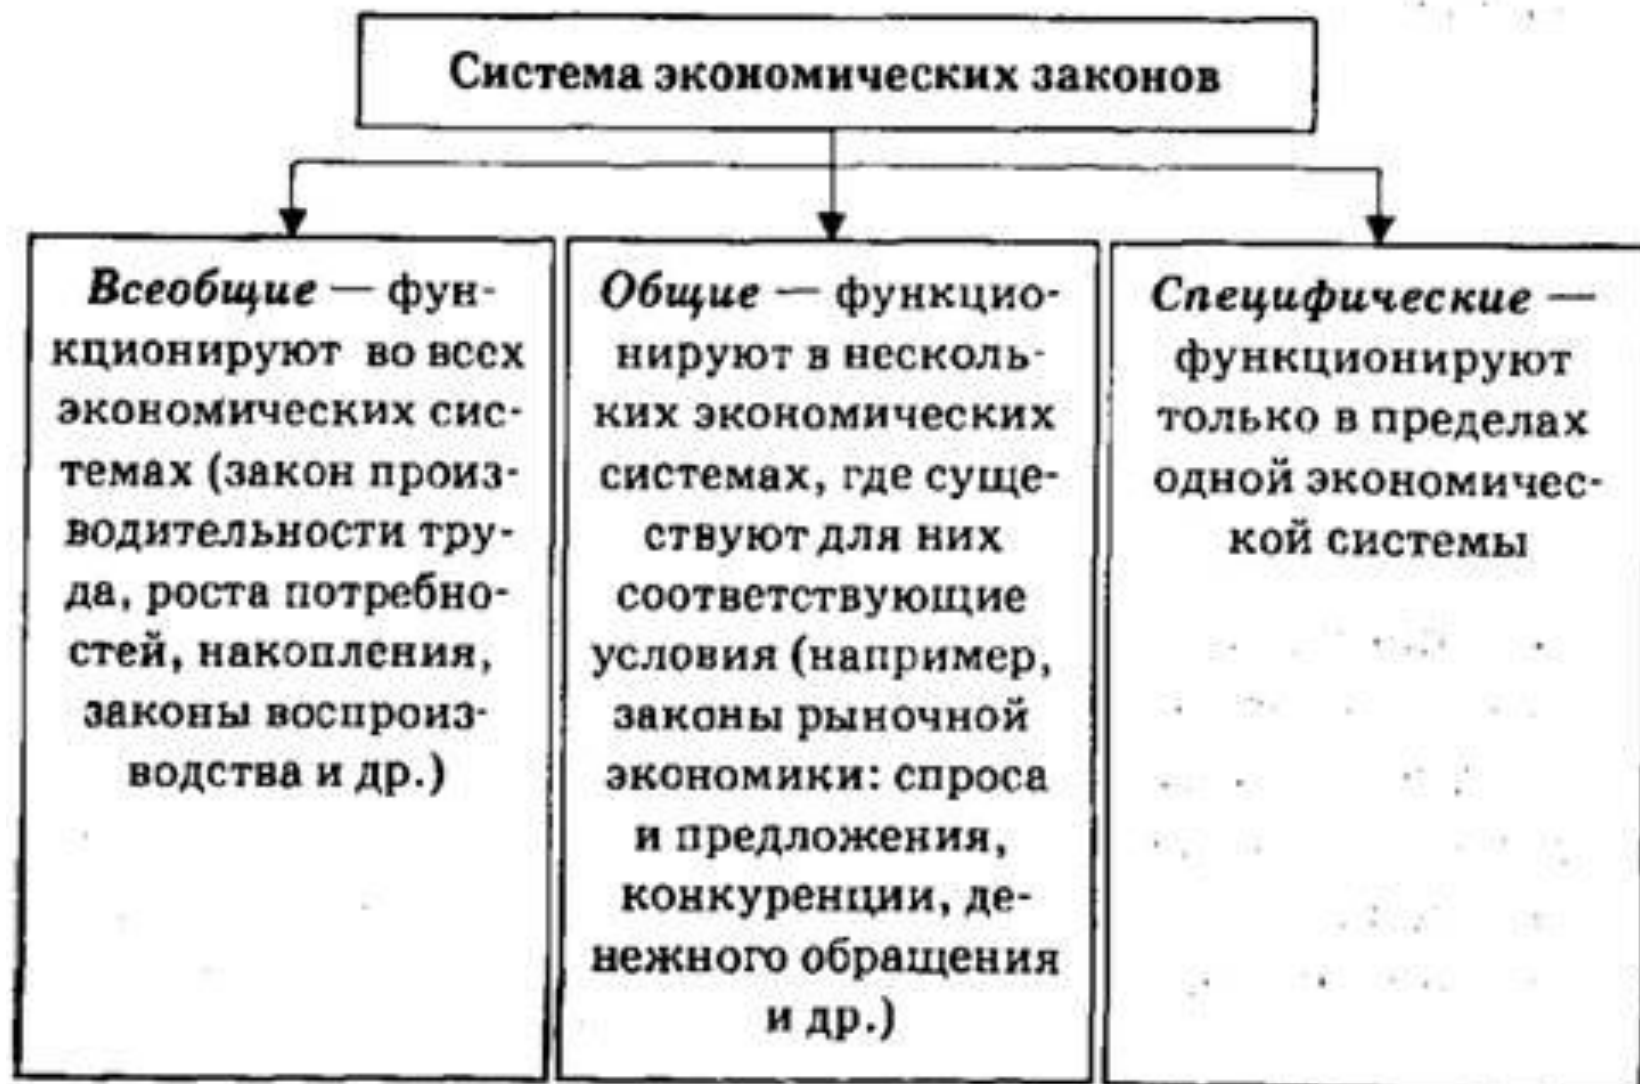 Система экономических законов
Всеобщие — фун-
кционируют во всех
экономических сис-
темах (закон произ-
водительности тру-
да, роста потребно-
стей, накопления,
законы воспроиз-
водства и др.)
Общие — функцио-
нируют в несколь-
ких экономических
системах, где суще-
ствуют для них
соответствующие
условия (например,
законы рыночной
экономики: спроса
и предложения,
конкуренции, де-
нежного обращения
и др.)
Специфические —
функционируют
только в пределах
одной экономичес-
кой системы